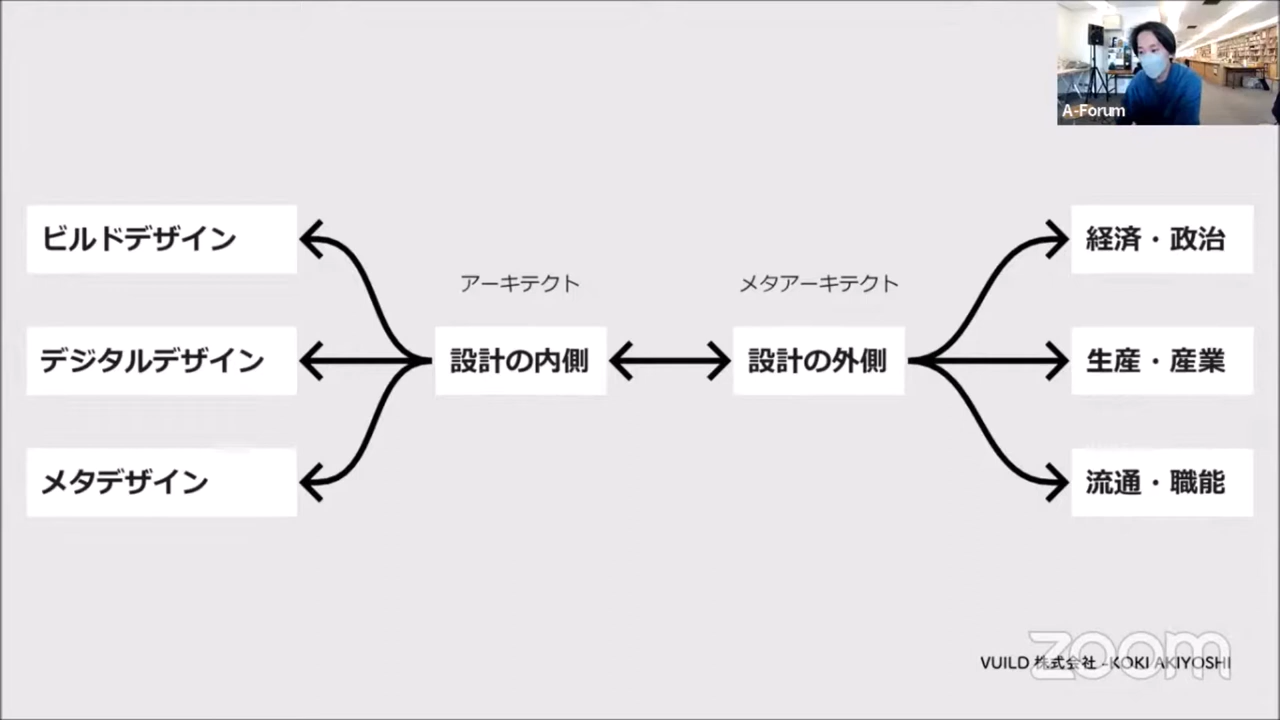 A-Forum
ビルドデザイン
デジタルデザイン
メタデザイン
アーキテクト
設計の内側
メタアーキテクト
設計の外側
経済・政治
生産・産業
流通・職能
VUILD 株式会社 -KOKI AKIYOSHI
zoom